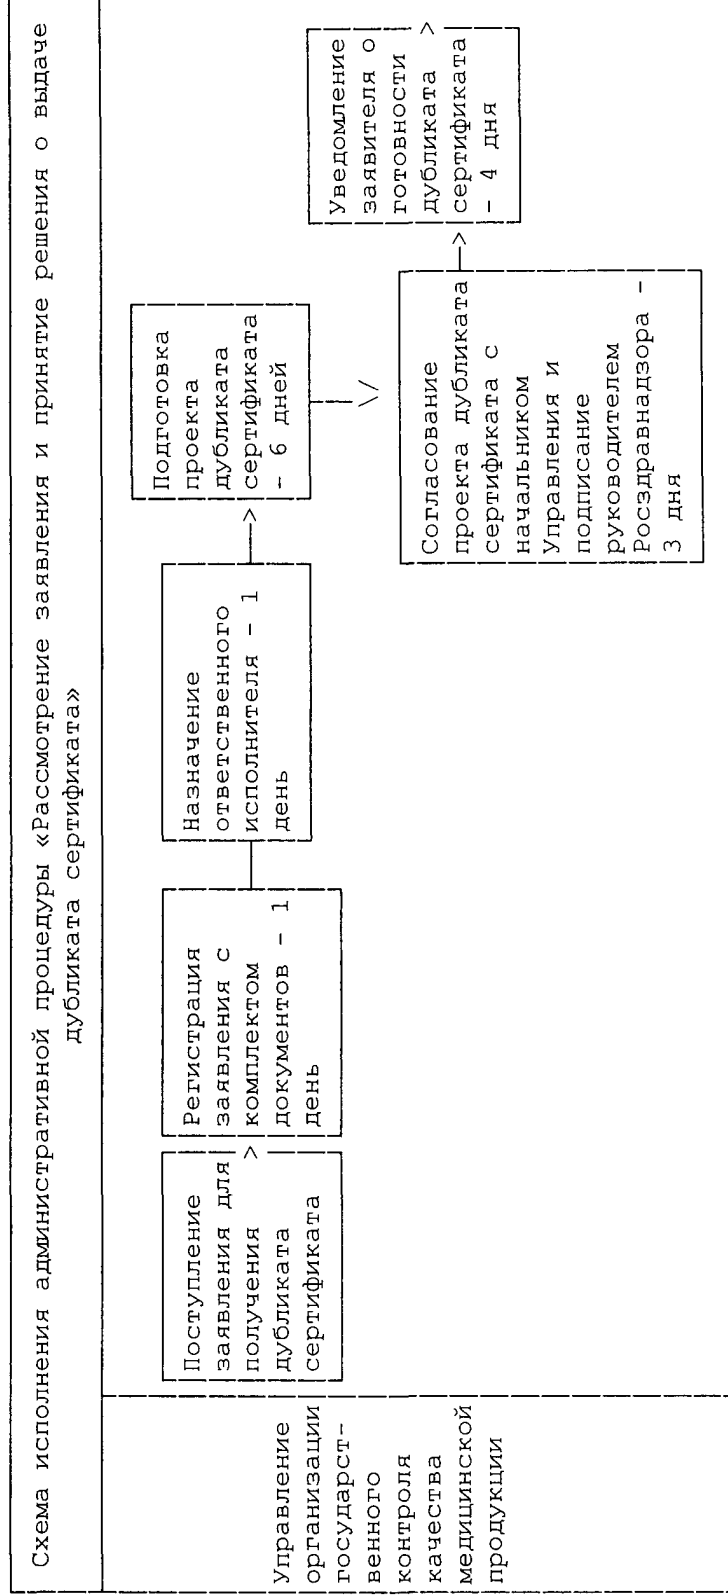 Схема исполнения административной процедуры «Рассмотрение заявления и принятие решения о выдаче
дубликата сертификата»
Управление
организации
государст-
венного
контроля
качества
медицинской
продукции
Поступление
заявления для
получения
дубликата
сертификата
Регистрация
заявления с
комплектом
документов - 1
день
Назначение
ответственного
исполнителя - 1
день
Подготовка
проекта
дубликата
сертификата
- 6 дней
Согласование
проекта дубликата
сертификата с
начальником
Управления и
подписание
руководителем
Росздравнадзора -
3 дня
Уведомление
заявителя о
готовности
дубликата
сертификата
- 4 дня